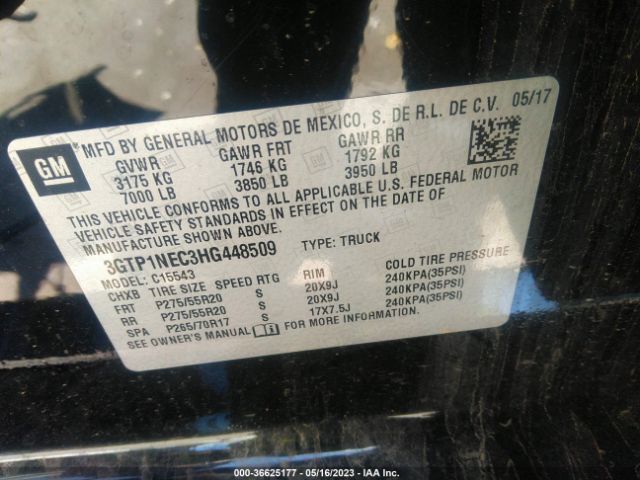 GM
*MFD BY GENERAL MOTORS DE MEXICO, S. DE R.L. DE C.V. 05/17
GVWR GAWR FRT GAWR RR
3175 KG 1746 KG 1792 KG
7000 LB 3850 LB 3950 LB
THIS VEHICLE CONFORMS TO ALL APPLICABLE U.S. FEDERAL MOTOR
VEHICLE SAFETY STANDARDS IN EFFECT ON THE DATE OF
MANUFACTURE SHOWN ABOVE.
3GTP1NEC3HG448509 TYPE: TRUCK
MODEL: C15543
CHXB TIRE SIZE SPEED RTG RIM COLD TIRE PRESSURE
FRT P275/55R20 S 20X9J 240KPA(35PSI)
RR P275/55R20 S 20X9J 240KPA(35PSI)
SPA P265/70R17 S 17X7.5J 240KPA(35PSI)
SEE OWNER'S MANUAL FOR MORE INFORMATION.
000-36625177 - 05/16/2023 - IAA Inc.